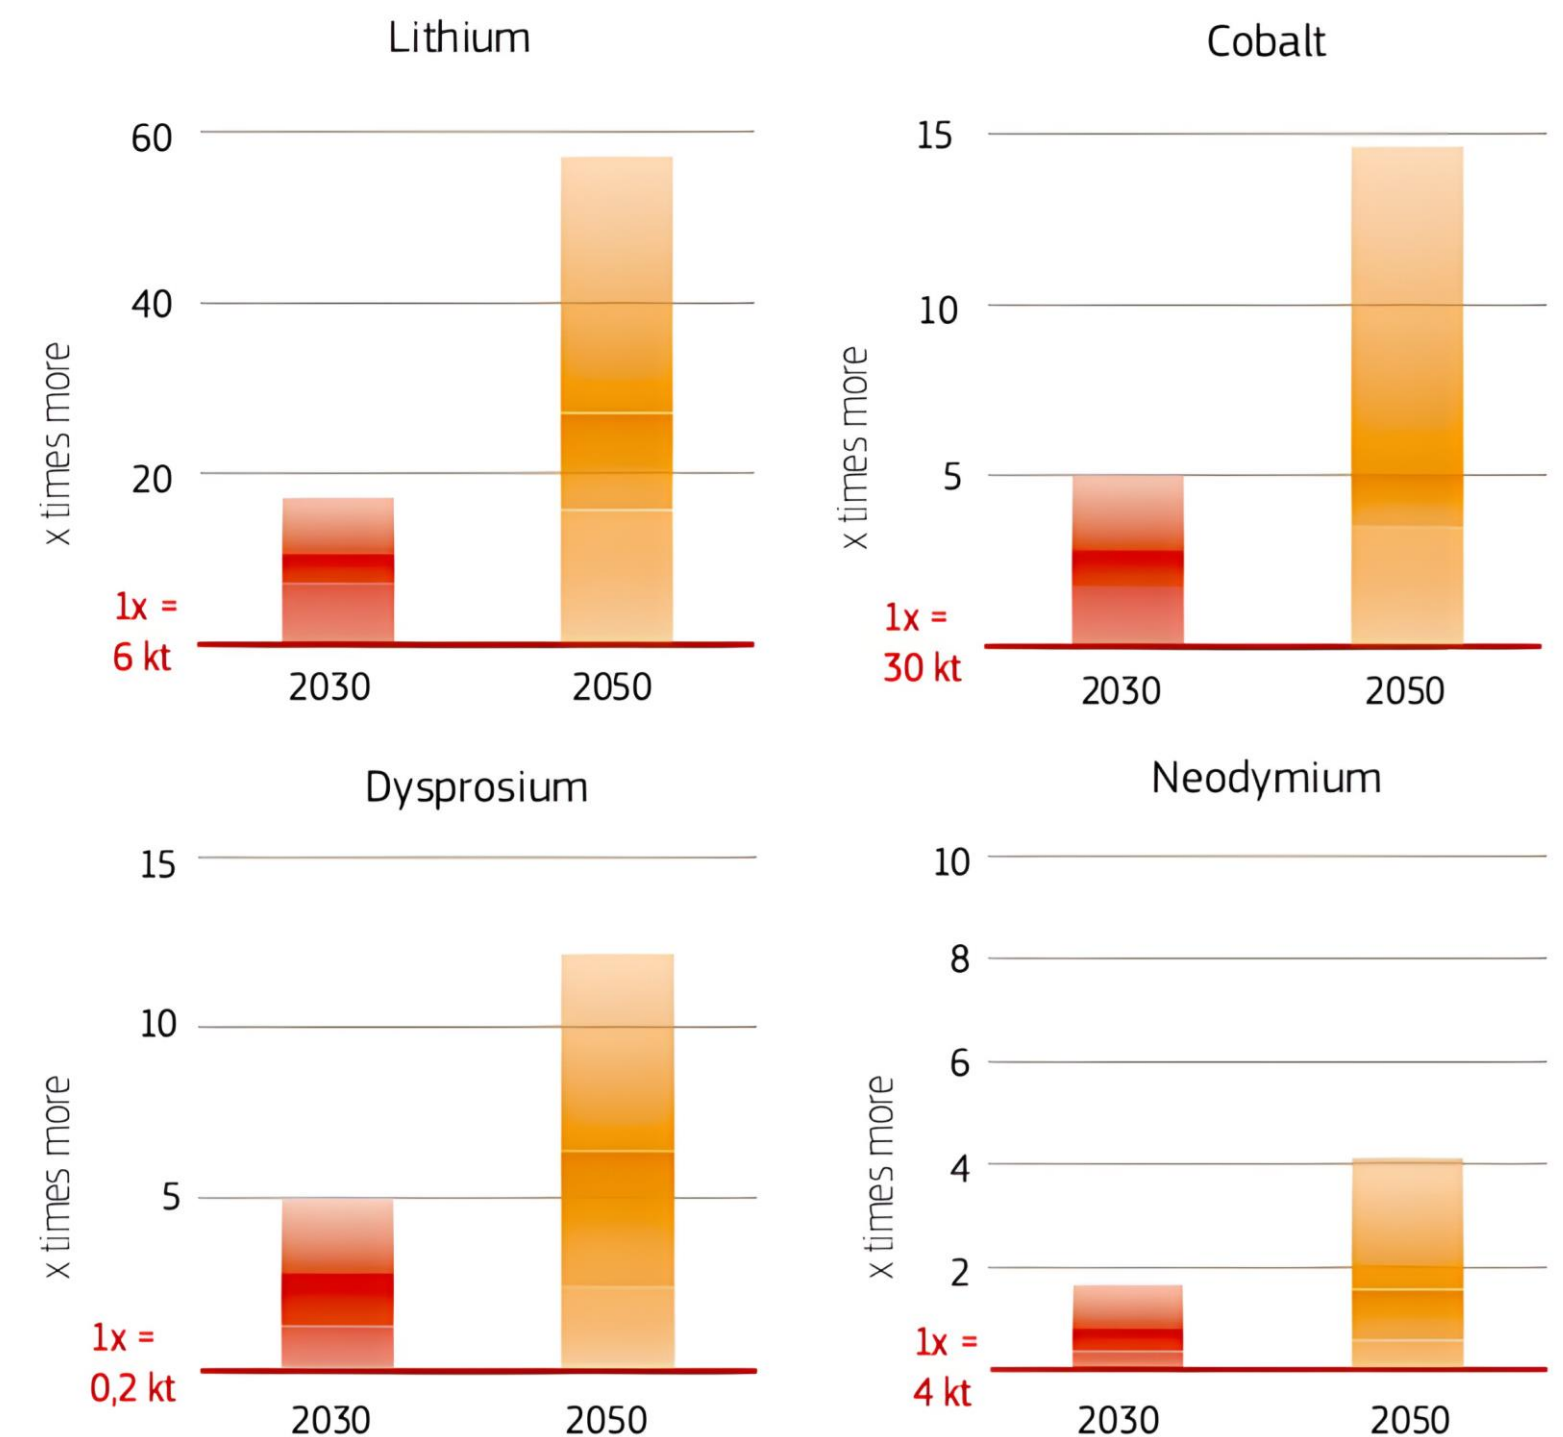 Lithium
60
40
20
x times more
1x =
6 kt
2030 2050
Cobalt
15
10
5
x times more
1x =
30 kt
2030 2050
Dysprosium
15
10
5
x times more
1x =
0,2 kt
2030 2050
Neodymium
10
8
6
4
2
x times more
1x =
4 kt
2030 2050